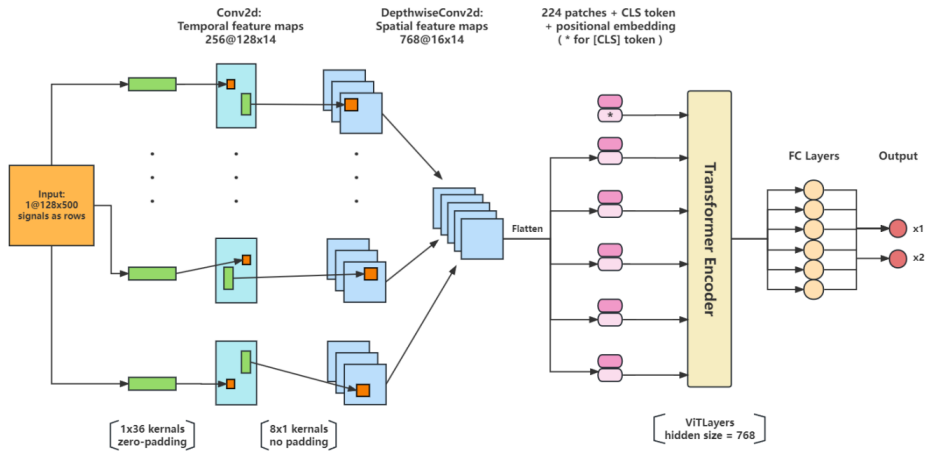 Conv2d:
Temporal feature maps
256@128x14
DepthwiseConv2d:
Spatial feature maps
768@16x14
224 patches + CLS token
+ positional embedding
( * for [CLS] token )
Input:
1@128x500
signals as rows
Flatten
*
Transformer Encoder
FC Layers
Output
x1
x2
1x36 kernals
zero-padding
8x1 kernals
no padding
ViTLayers
hidden size = 768